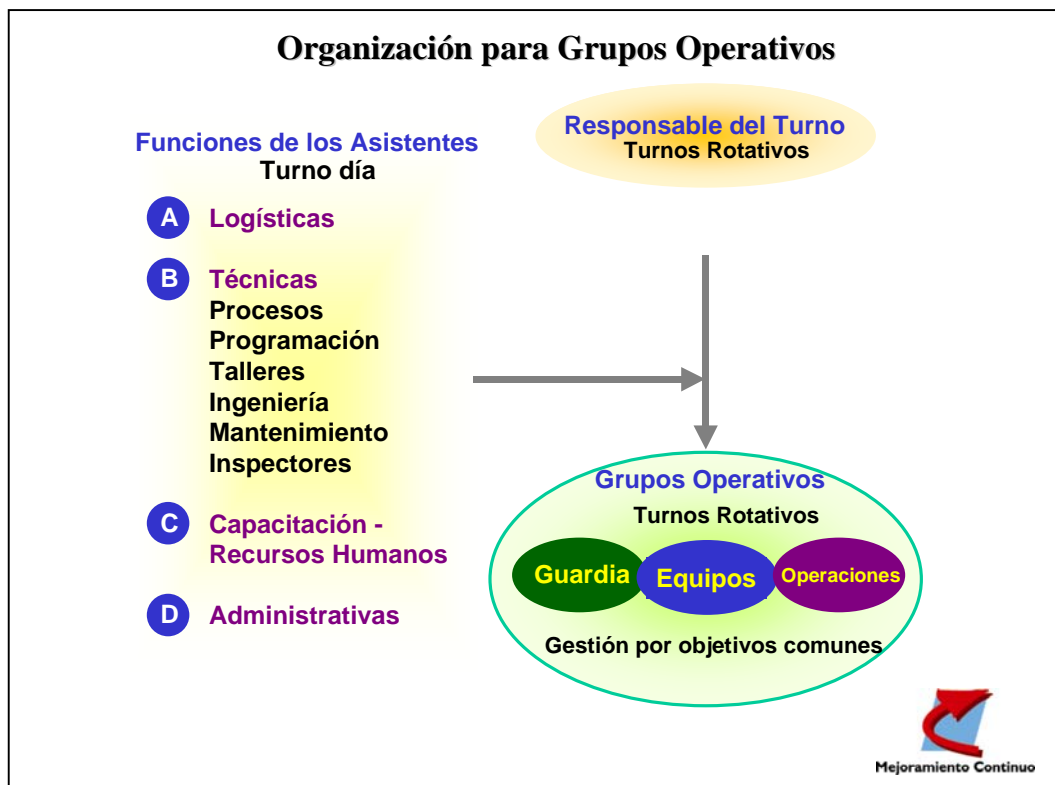 Organización para Grupos Operativos
Funciones de los Asistentes
Turno día
A Logísticas
B Técnicas
Procesos
Programación
Talleres
Ingeniería
Mantenimiento
Inspectores
C Capacitación -
Recursos Humanos
D Administrativas
Responsable del Turno
Turnos Rotativos
Grupos Operativos
Turnos Rotativos
Guardia Equipos Operaciones
Gestión por objetivos comunes
Mejoramiento Continuo